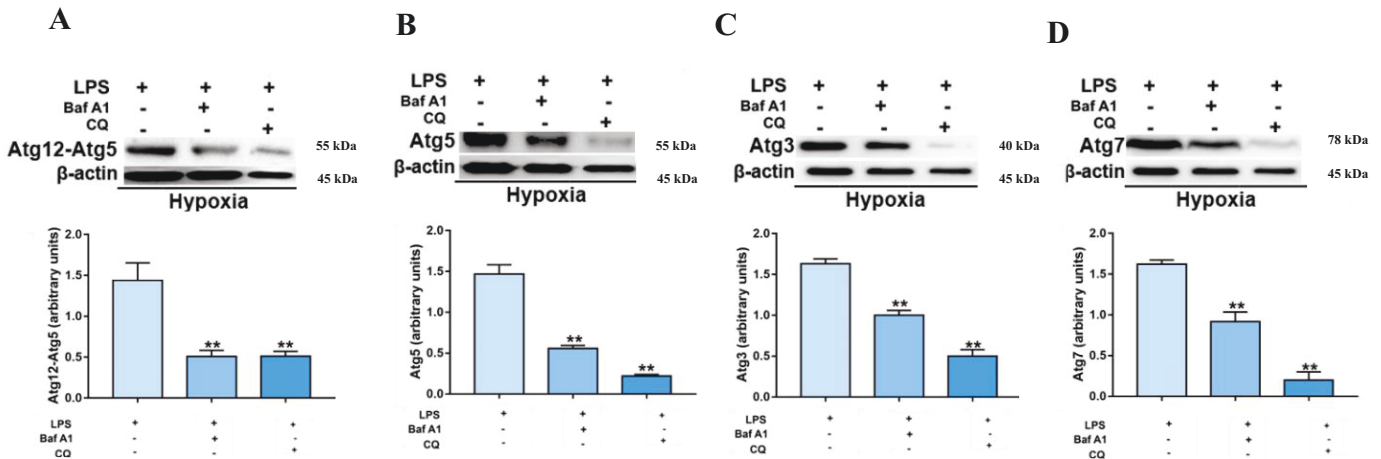 A
LPS + + +
Baf A1 - + -
CQ - - +
Atg12-Atg5 55 kDa
β-actin 45 kDa
Hypoxia
Atg12-Atg5 (arbitrary units)
2.0
1.5
1.0
0.5
0.0
**
**
LPS + + +
Baf A1 - + -
CQ - - +
B
LPS + + +
Baf A1 - + -
CQ - - +
Atg5 55 kDa
β-actin 45 kDa
Hypoxia
Atg5 (arbitrary units)
2.0
1.5
1.0
0.5
0.0
**
**
LPS + + +
Baf A1 - + -
CQ - - +
C
LPS + + +
Baf A1 - + -
CQ - - +
Atg3 40 kDa
β-actin 45 kDa
Hypoxia
Atg3 (arbitrary units)
2.0
1.5
1.0
0.5
0.0
**
**
LPS + + +
Baf A1 - + -
CQ - - +
D
LPS + + +
Baf A1 - + -
CQ - - +
Atg7 78 kDa
β-actin 45 kDa
Hypoxia
Atg7 (arbitrary units)
2.0
1.5
1.0
0.5
0.0
**
**
LPS + + +
Baf A1 - + -
CQ - - +